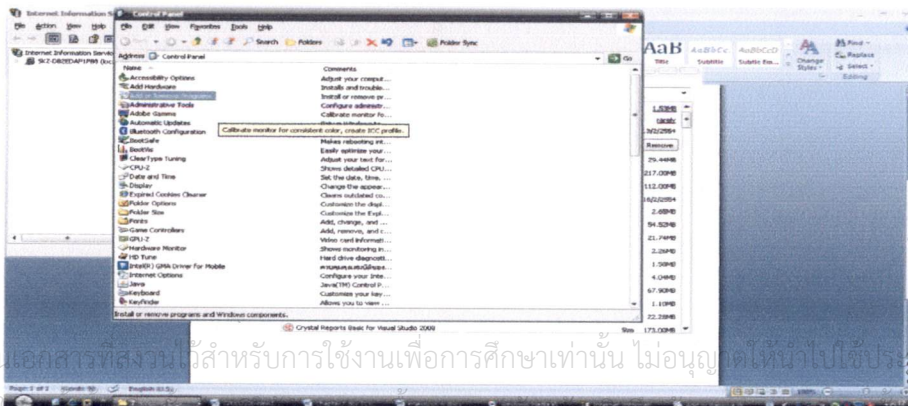 Internet Information S
File Action View Help
Internet Information Service
Control Panel
File Edit View Favorites Tools Help
Search Folders Folder Sync
Address Control Panel Go
Name Comments
Accessibility Options Adjust your comput...
Add Hardware Installs and trouble...
Add or Remove Programs Install or remove pr...
Administrative Tools Configure administr...
Adobe Gamma Calibrate monitor fo...
Automatic Updates
Bluetooth Configuration
Calibrate monitor for consistent color, create ICC profile.
BootSafe Makes rebooting int...
BootVis Easily optimize your...
ClearType Tuning Adjust your text for...
CPU-Z Shows detailed CPU...
Date and Time Set the date, time, ...
Display Change the appear...
Expired Cookies Cleaner Cleans outdated co...
Folder Options Customize the displ...
Folder Size Customize the Expl...
Fonts Add, change, and ...
Game Controllers Add, remove, and c...
GPU-Z Video card informati...
Hardware Monitor Shows monitoring in...
HD Tune Hard drive diagnosti...
Intel(R) GMA Driver for Mobile
Internet Options Configure your Inte...
Java Java(TM) Control P...
Keyboard Customize your key...
Keyfinder Allows you to view ...
Install or remove programs and Windows components.
AaB AaBbCc AaBbCcD
Title Subtitle Subtle Em...
Change Styles
Find
Replace
Select
Editing
1.53MB
rarely
Remove
29.44MB
217.00MB
112.00MB
2.68MB
94.52MB
21.74MB
2.26MB
1.58MB
4.04MB
67.90MB
1.10MB
22.28MB
Crystal Reports Basic for Visual Studio 2008 Size 173.00MB
นเอกสารที่สงวนไว้สำหรับการใช้งานเพื่อการศึกษาเท่านั้น ไม่อนุญาตให้นำไปใช้ประ
Page: 1 of 1 English (U.S.)